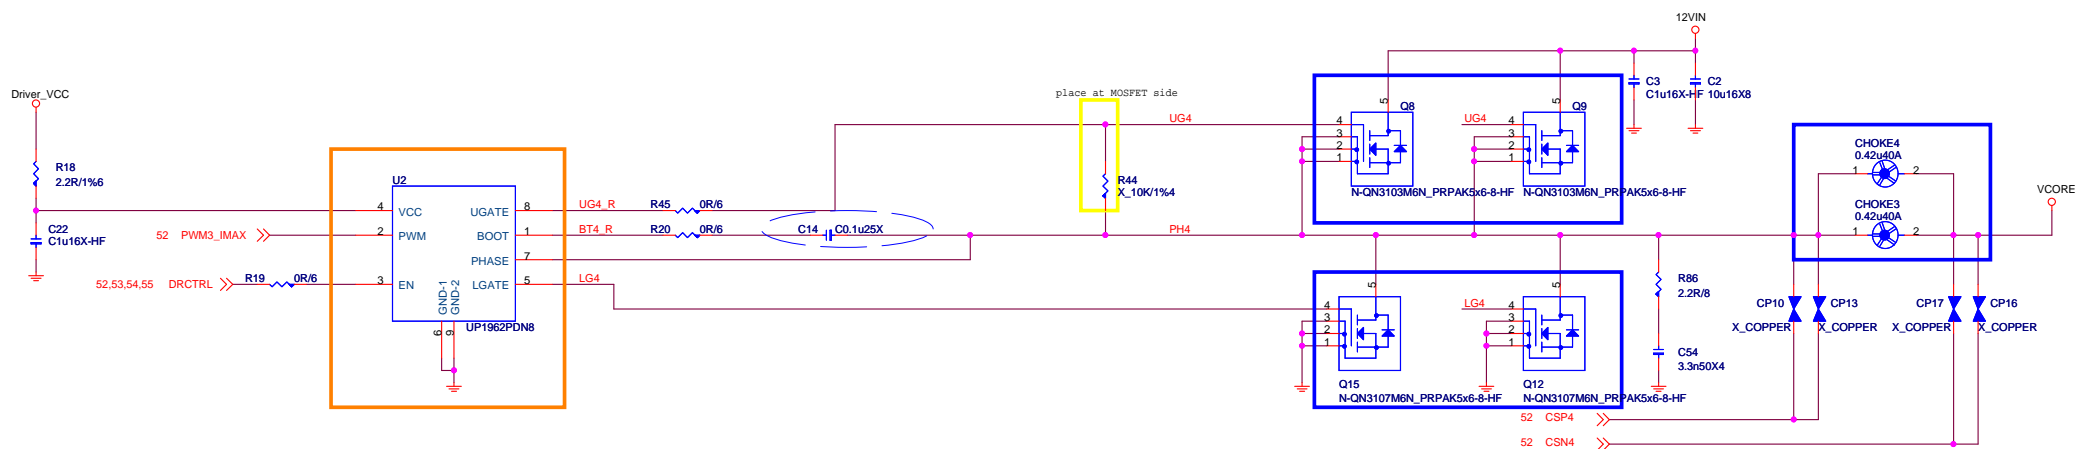 12VIN
Driver_VCC
place at MOSFET side
R18
2.2R/1%6
C22
C1u16X-HF
52 PWM3_IMAX
52,53,54,55 DRCTRL
R19 0R/6
U2
4 VCC
2 PWM
3 EN
UGATE 8
BOOT 1
PHASE 7
LGATE 5
GND-1 6
GND-2 9
UP1962PDN8
UG4_R R45 0R/6
BT4_R R20 0R/6
C14 C0.1u25X
LG4
R44
X_10K/1%4
UG4
PH4
Q8
5
4
3
2
1
N-QN3103M6N_PRPAK5x6-8-HF
UG4
Q9
5
4
3
2
1
N-QN3103M6N_PRPAK5x6-8-HF
C3
C1u16X-HF
C2
10u16X8
5
4
3
2
1
Q15
N-QN3107M6N_PRPAK5x6-8-HF
LG4
5
4
3
2
1
Q12
N-QN3107M6N_PRPAK5x6-8-HF
R86
2.2R/8
C54
3.3n50X4
CHOKE4
0.42u40A
1 2
CHOKE3
0.42u40A
1 2
VCORE
CP10
X_COPPER
CP13
X_COPPER
CP17
X_COPPER
CP16
X_COPPER
52 CSP4
52 CSN4